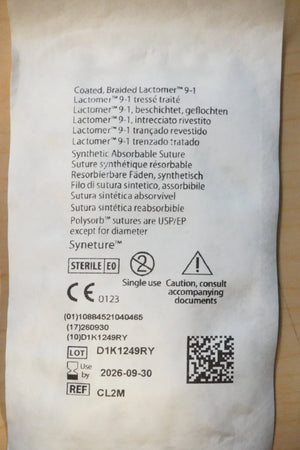 Coated, Braided Lactomer™ 9-1
Lactomer™ 9-1 tressé traité
Lactomer™ 9-1, beschichtet, geflochten
Lactomer™ 9-1, intrecciato rivestito
Lactomer™ 9-1 trançado revestido
Lactomer™ 9-1 trenzado tratado
Synthetic Absorbable Suture
Suture synthétique résorbable
Resorbierbare Fäden, synthetisch
Filo di sutura sintetico, assorbibile
Sutura sintética absorvível
Sutura sintética reabsorbible
Polysorb™ sutures are USP/EP
except for diameter
Syneture™
STERILE EO
2
Single use
Caution, consult
accompanying
documents
CE 0123
(01)10884521040465
(17)260930
(10)D1K1249RY
LOT D1K1249RY
Use
by 2026-09-30
REF CL2M